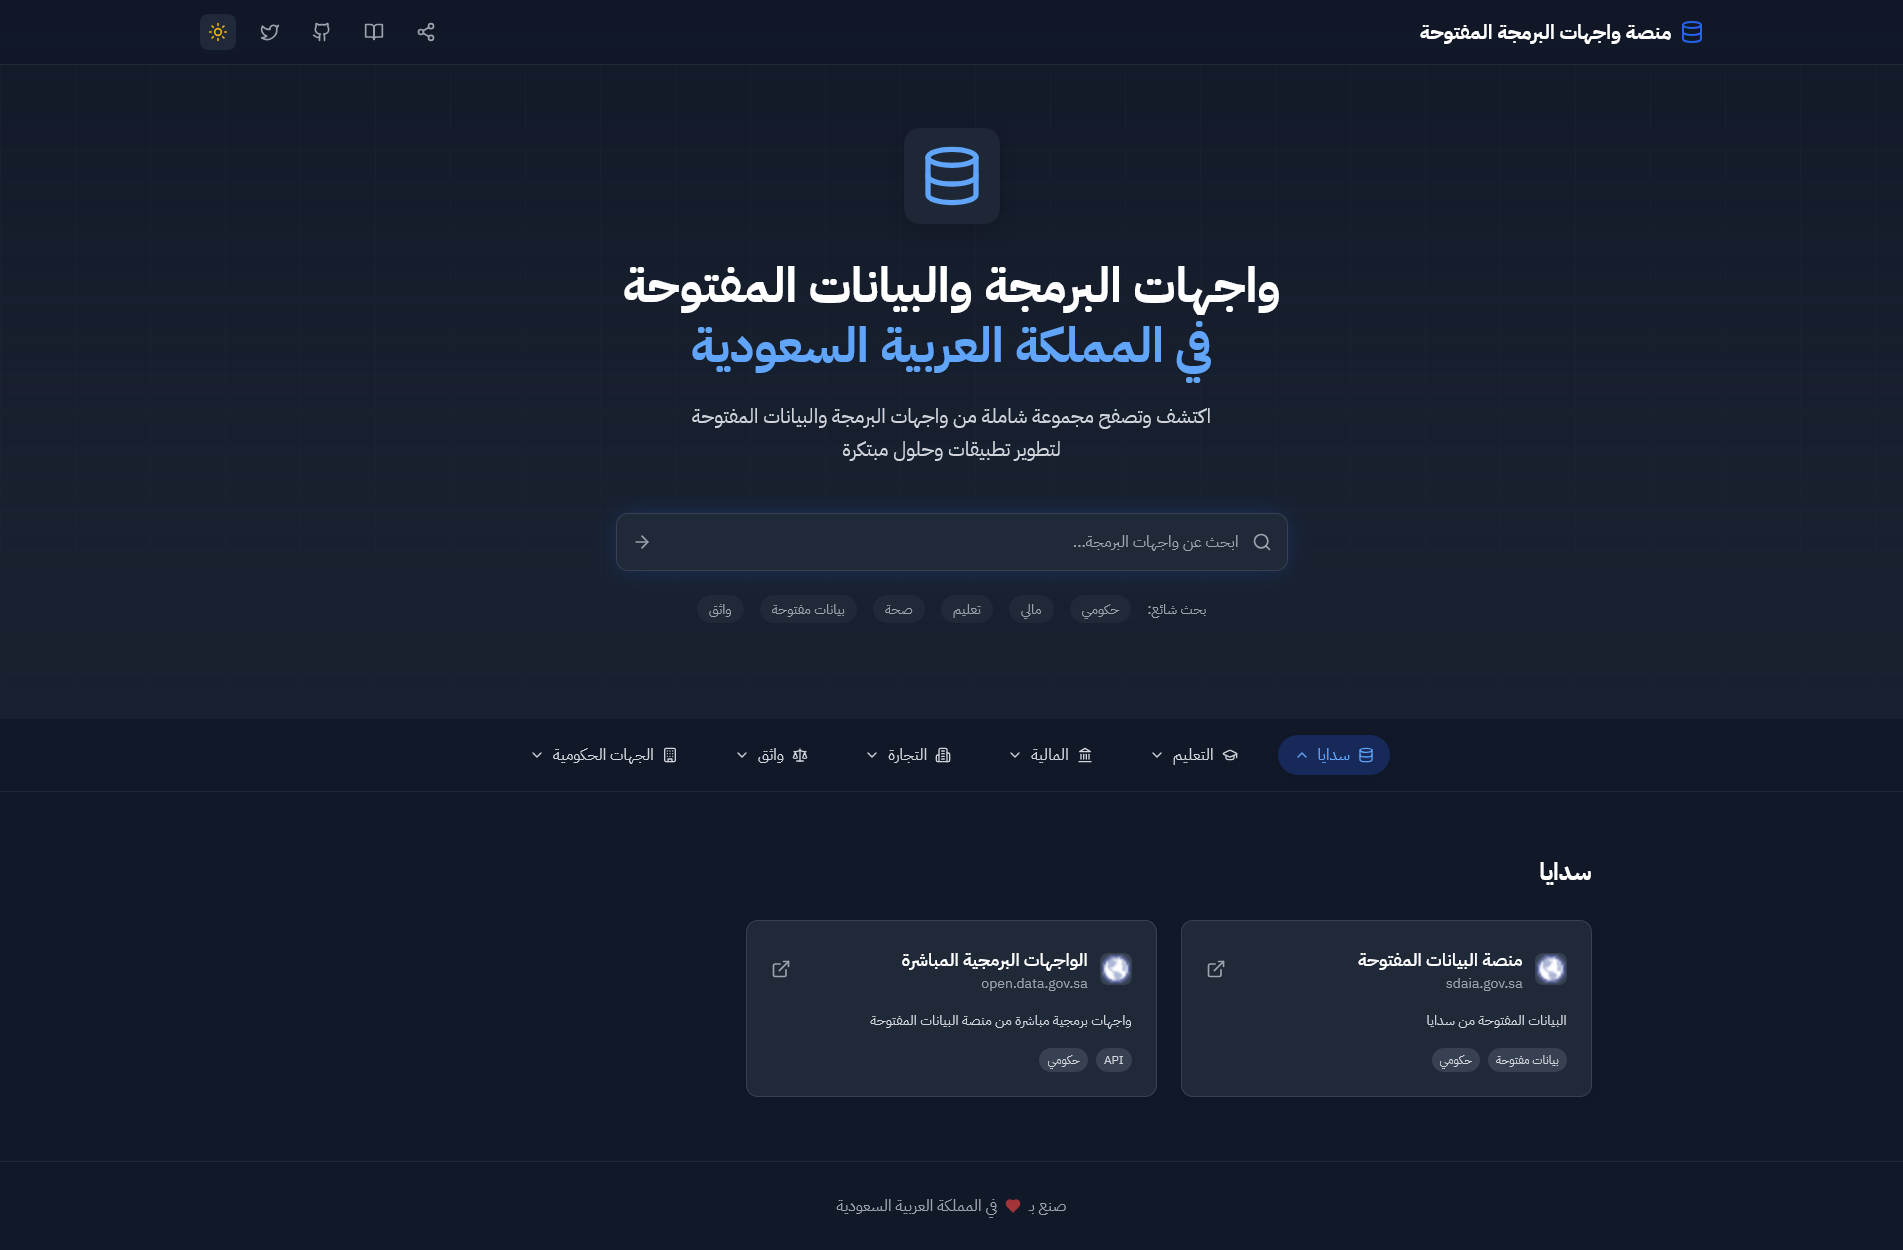 منصة واجهات البرمجة المفتوحة
واجهات البرمجة والبيانات المفتوحة
في المملكة العربية السعودية
اكتشف وتصفح مجموعة شاملة من واجهات البرمجة والبيانات المفتوحة
لتطوير تطبيقات وحلول مبتكرة
ابحث عن واجهات البرمجة...
بحث شائع: حكومي مالي تعليم صحة بيانات مفتوحة واثق
سدايا التعليم المالية التجارة واثق الجهات الحكومية
سدايا
منصة البيانات المفتوحة
sdaia.gov.sa
البيانات المفتوحة من سدايا
بيانات مفتوحة حكومي
الواجهات البرمجية المباشرة
open.data.gov.sa
واجهات برمجية مباشرة من منصة البيانات المفتوحة
API حكومي
صنع بـ ❤ في المملكة العربية السعودية